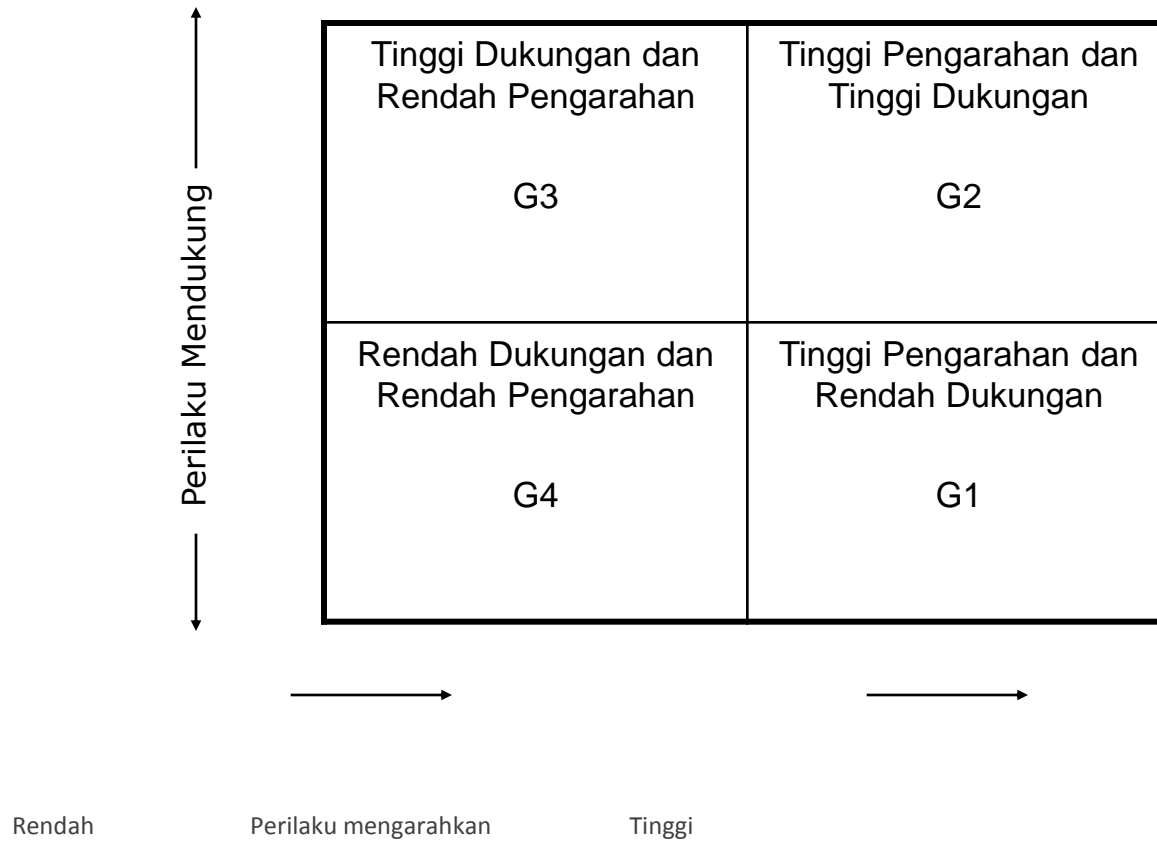 Perilaku Mendukung
Tinggi Dukungan dan
Rendah Pengarahan
G3
Tinggi Pengarahan dan
Tinggi Dukungan
G2
Rendah Dukungan dan
Rendah Pengarahan
G4
Tinggi Pengarahan dan
Rendah Dukungan
G1
Rendah Perilaku mengarahkan Tinggi